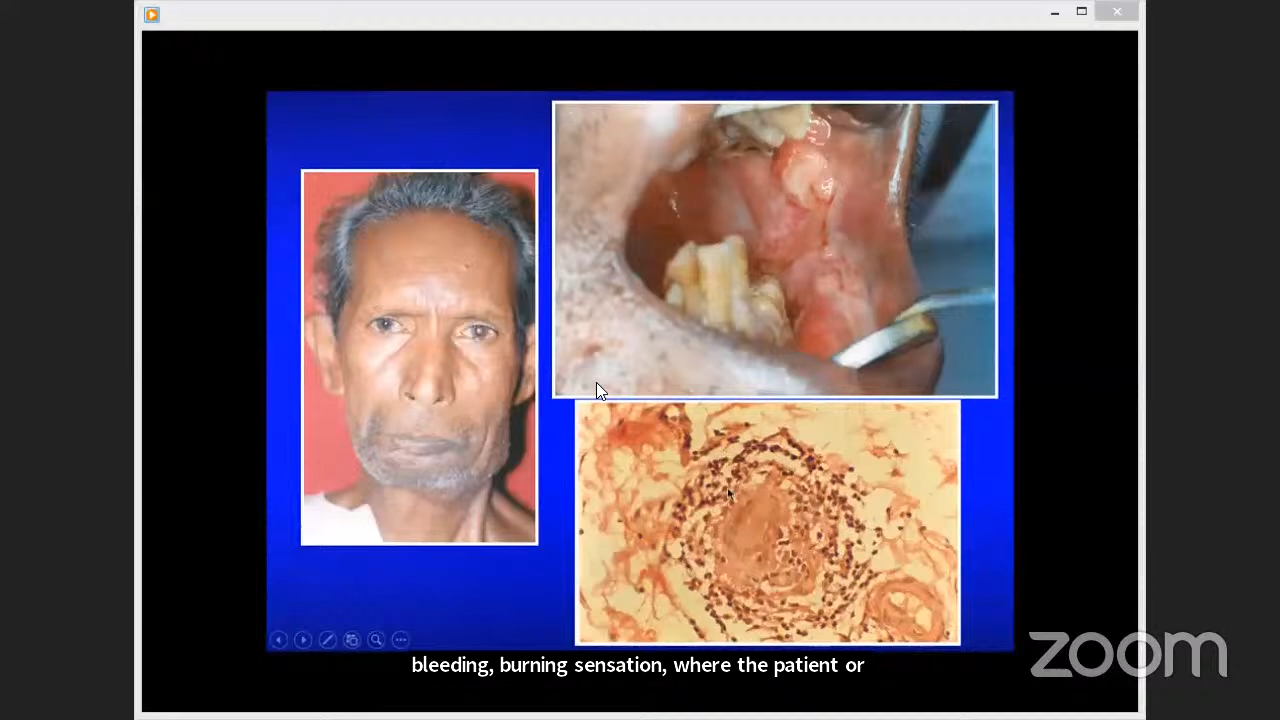 bleeding, burning sensation, where the patient or
zoom